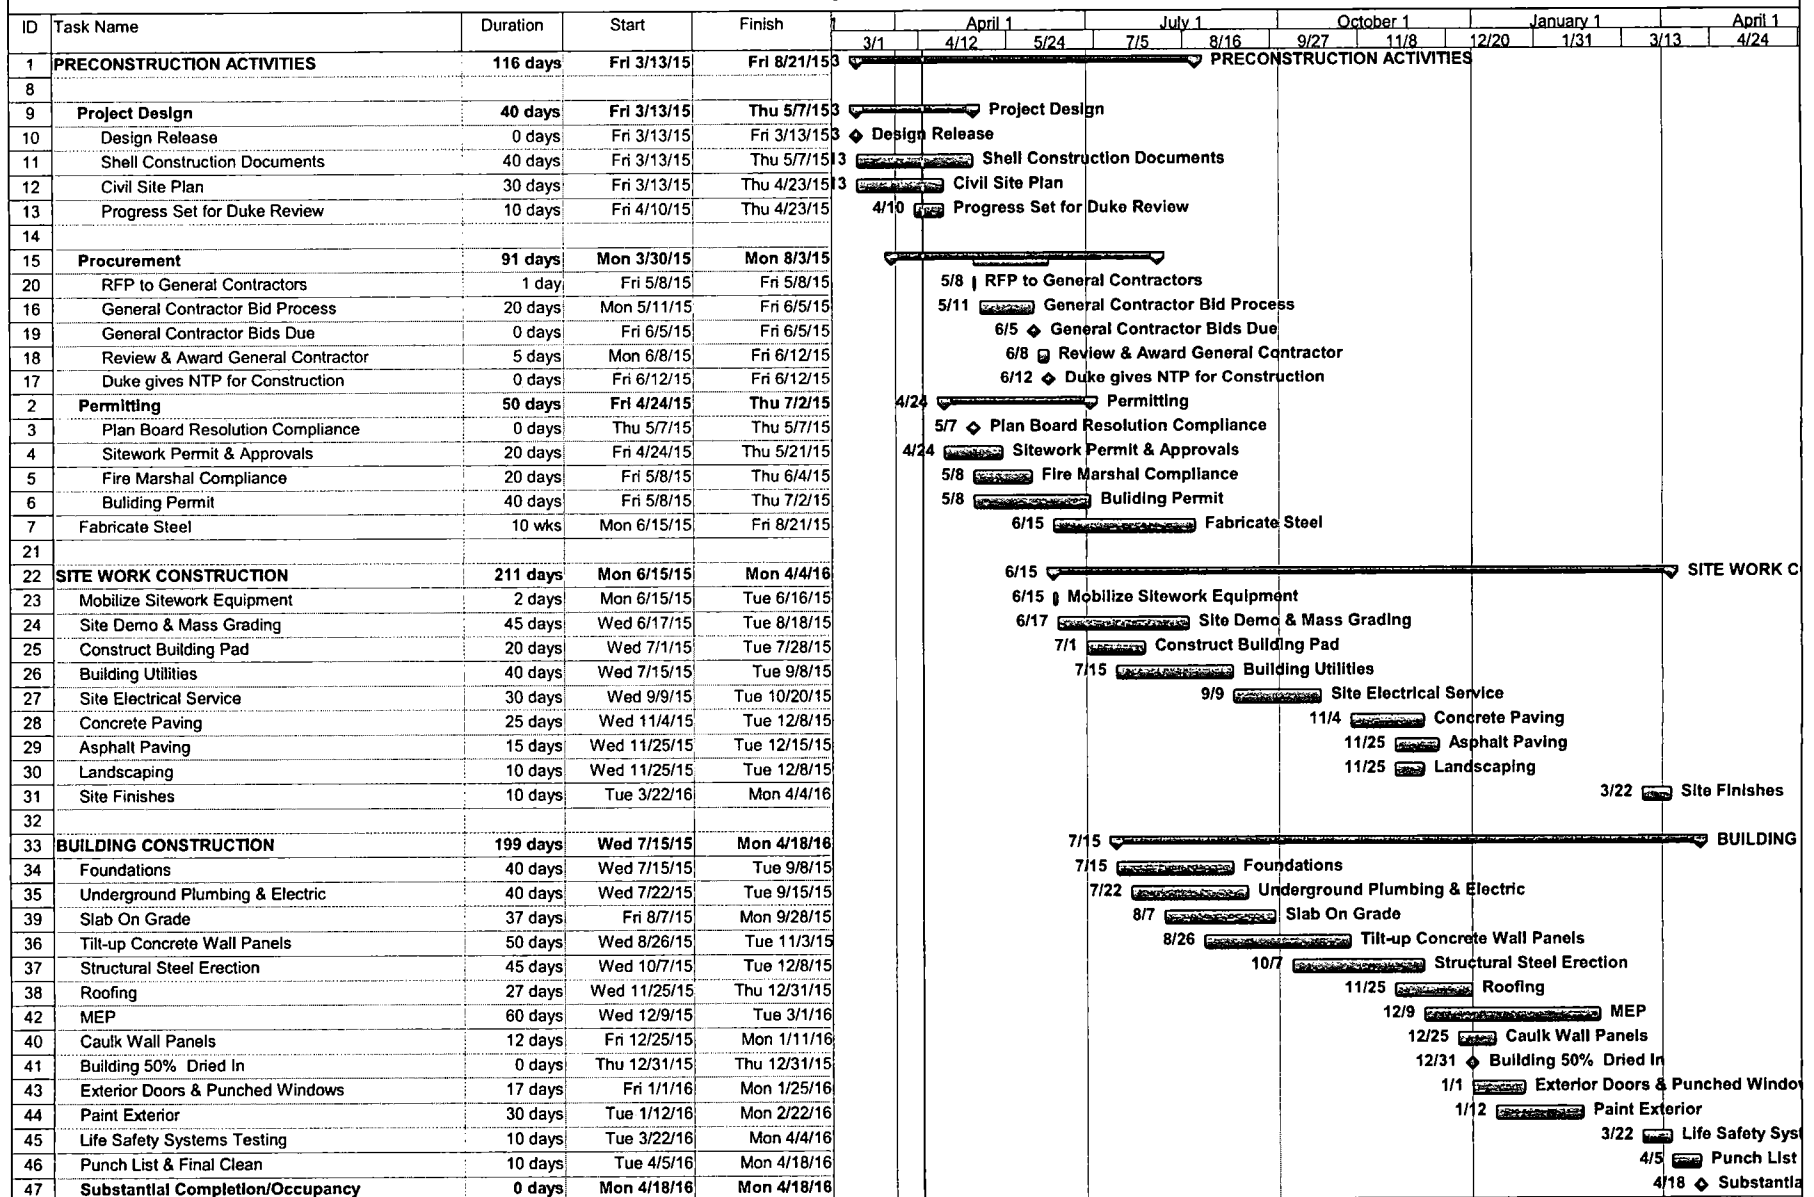 ID Task Name Duration Start Finish 1 April 1 July 1 October 1 January 1 April 1
3/1 4/12 5/24 7/5 8/16 9/27 11/8 12/20 1/31 3/13 4/24
1 PRECONSTRUCTION ACTIVITIES 116 days Fri 3/13/15 Fri 8/21/15 3 PRECONSTRUCTION ACTIVITIES
8
9 Project Design 40 days Fri 3/13/15 Thu 5/7/15 3 Project Design
10 Design Release 0 days Fri 3/13/15 Fri 3/13/15 3 Design Release
11 Shell Construction Documents 40 days Fri 3/13/15 Thu 5/7/15 13 Shell Construction Documents
12 Civil Site Plan 30 days Fri 3/13/15 Thu 4/23/15 13 Civil Site Plan
13 Progress Set for Duke Review 10 days Fri 4/10/15 Thu 4/23/15 4/10 Progress Set for Duke Review
14
15 Procurement 91 days Mon 3/30/15 Mon 8/3/15
20 RFP to General Contractors 1 day Fri 5/8/15 Fri 5/8/15 5/8 RFP to General Contractors
16 General Contractor Bid Process 20 days Mon 5/11/15 Fri 6/5/15 5/11 General Contractor Bid Process
19 General Contractor Bids Due 0 days Fri 6/5/15 Fri 6/5/15 6/5 General Contractor Bids Due
18 Review & Award General Contractor 5 days Mon 6/8/15 Fri 6/12/15 6/8 Review & Award General Contractor
17 Duke gives NTP for Construction 0 days Fri 6/12/15 Fri 6/12/15 6/12 Duke gives NTP for Construction
2 Permitting 50 days Fri 4/24/15 Thu 7/2/15 4/24 Permitting
3 Plan Board Resolution Compliance 0 days Thu 5/7/15 Thu 5/7/15 5/7 Plan Board Resolution Compliance
4 Sitework Permit & Approvals 20 days Fri 4/24/15 Thu 5/21/15 4/24 Sitework Permit & Approvals
5 Fire Marshal Compliance 20 days Fri 5/8/15 Thu 6/4/15 5/8 Fire Marshal Compliance
6 Buliding Permit 40 days Fri 5/8/15 Thu 7/2/15 5/8 Buliding Permit
7 Fabricate Steel 10 wks Mon 6/15/15 Fri 8/21/15 6/15 Fabricate Steel
21
22 SITE WORK CONSTRUCTION 211 days Mon 6/15/15 Mon 4/4/16 6/15 SITE WORK C
23 Mobilize Sitework Equipment 2 days Mon 6/15/15 Tue 6/16/15 6/15 Mobilize Sitework Equipment
24 Site Demo & Mass Grading 45 days Wed 6/17/15 Tue 8/18/15 6/17 Site Demo & Mass Grading
25 Construct Building Pad 20 days Wed 7/1/15 Tue 7/28/15 7/1 Construct Building Pad
26 Building Utilities 40 days Wed 7/15/15 Tue 9/8/15 7/15 Building Utilities
27 Site Electrical Service 30 days Wed 9/9/15 Tue 10/20/15 9/9 Site Electrical Service
28 Concrete Paving 25 days Wed 11/4/15 Tue 12/8/15 11/4 Concrete Paving
29 Asphalt Paving 15 days Wed 11/25/15 Tue 12/15/15 11/25 Asphalt Paving
30 Landscaping 10 days Wed 11/25/15 Tue 12/8/15 11/25 Landscaping
31 Site Finishes 10 days Tue 3/22/16 Mon 4/4/16 3/22 Site Finishes
32
33 BUILDING CONSTRUCTION 199 days Wed 7/15/15 Mon 4/18/16 7/15 BUILDING
34 Foundations 40 days Wed 7/15/15 Tue 9/8/15 7/15 Foundations
35 Underground Plumbing & Electric 40 days Wed 7/22/15 Tue 9/15/15 7/22 Underground Plumbing & Electric
39 Slab On Grade 37 days Fri 8/7/15 Mon 9/28/15 8/7 Slab On Grade
36 Tilt-up Concrete Wall Panels 50 days Wed 8/26/15 Tue 11/3/15 8/26 Tilt-up Concrete Wall Panels
37 Structural Steel Erection 45 days Wed 10/7/15 Tue 12/8/15 10/7 Structural Steel Erection
38 Roofing 27 days Wed 11/25/15 Thu 12/31/15 11/25 Roofing
42 MEP 60 days Wed 12/9/15 Tue 3/1/16 12/9 MEP
40 Caulk Wall Panels 12 days Fri 12/25/15 Mon 1/11/16 12/25 Caulk Wall Panels
41 Building 50% Dried In 0 days Thu 12/31/15 Thu 12/31/15 12/31 Building 50% Dried In
43 Exterior Doors & Punched Windows 17 days Fri 1/1/16 Mon 1/25/16 1/1 Exterior Doors & Punched Window
44 Paint Exterior 30 days Tue 1/12/16 Mon 2/22/16 1/12 Paint Exterior
45 Life Safety Systems Testing 10 days Tue 3/22/16 Mon 4/4/16 3/22 Life Safety Syst
46 Punch List & Final Clean 10 days Tue 4/5/16 Mon 4/18/16 4/5 Punch List
47 Substantial Completion/Occupancy 0 days Mon 4/18/16 Mon 4/18/16 4/18 Substantia